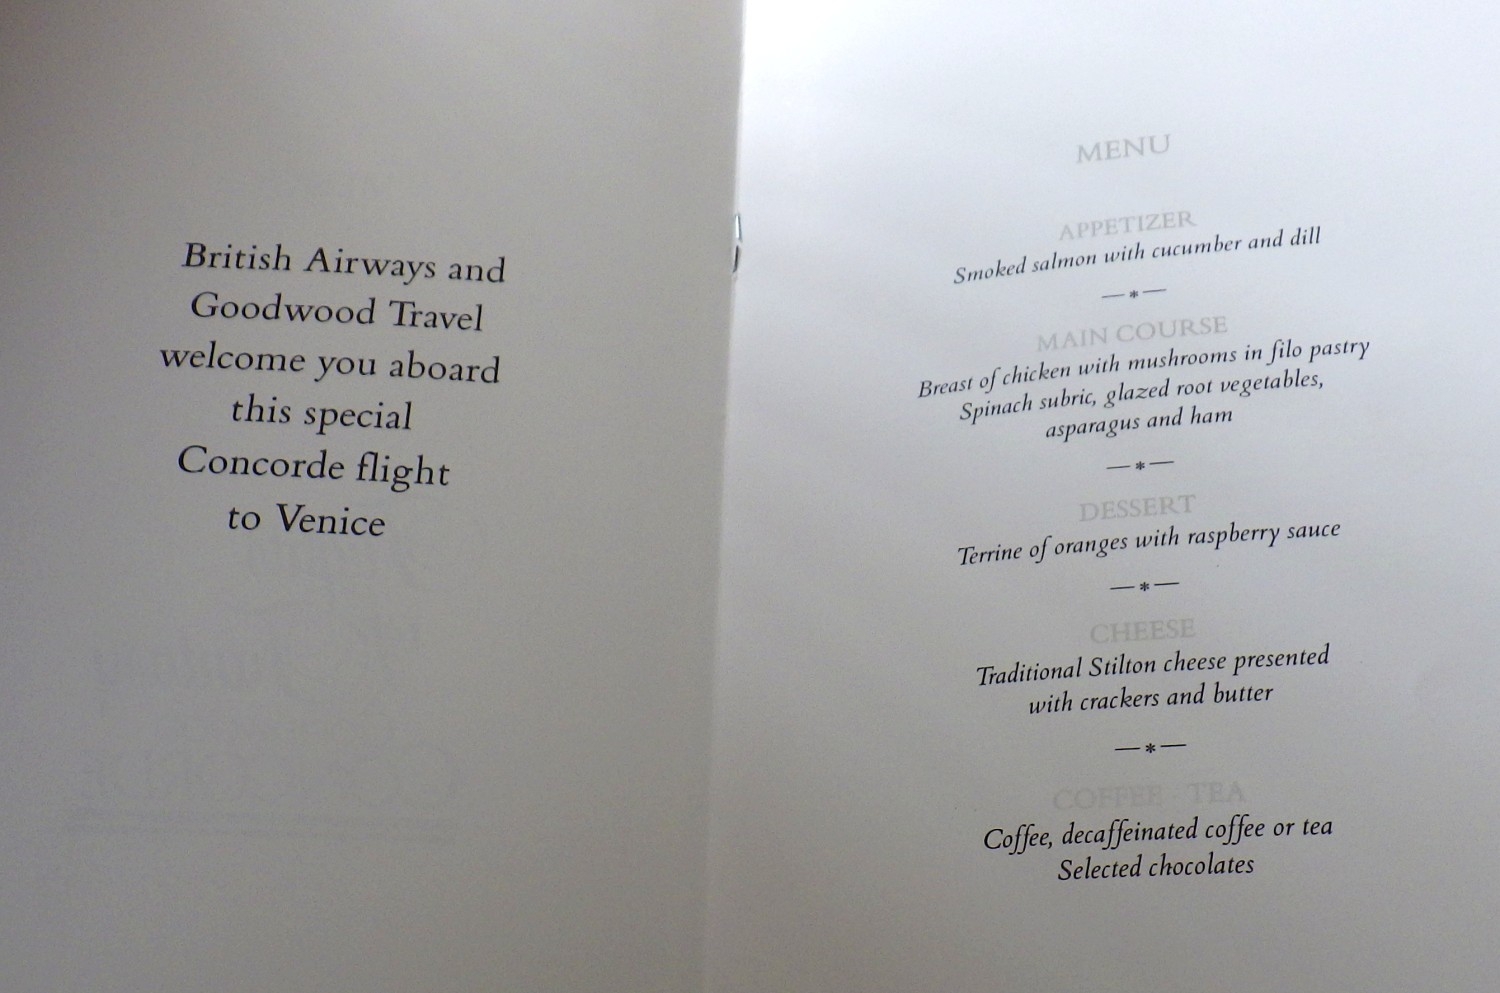 British Airways and
Goodwood Travel
welcome you aboard
this special
Concorde flight
to Venice
MENU
APPETIZER
Smoked salmon with cucumber and dill
—*—
MAIN COURSE
Breast of chicken with mushrooms in filo pastry
Spinach subric, glazed root vegetables,
asparagus and ham
—*—
DESSERT
Terrine of oranges with raspberry sauce
—*—
CHEESE
Traditional Stilton cheese presented
with crackers and butter
—*—
COFFEE - TEA
Coffee, decaffeinated coffee or tea
Selected chocolates